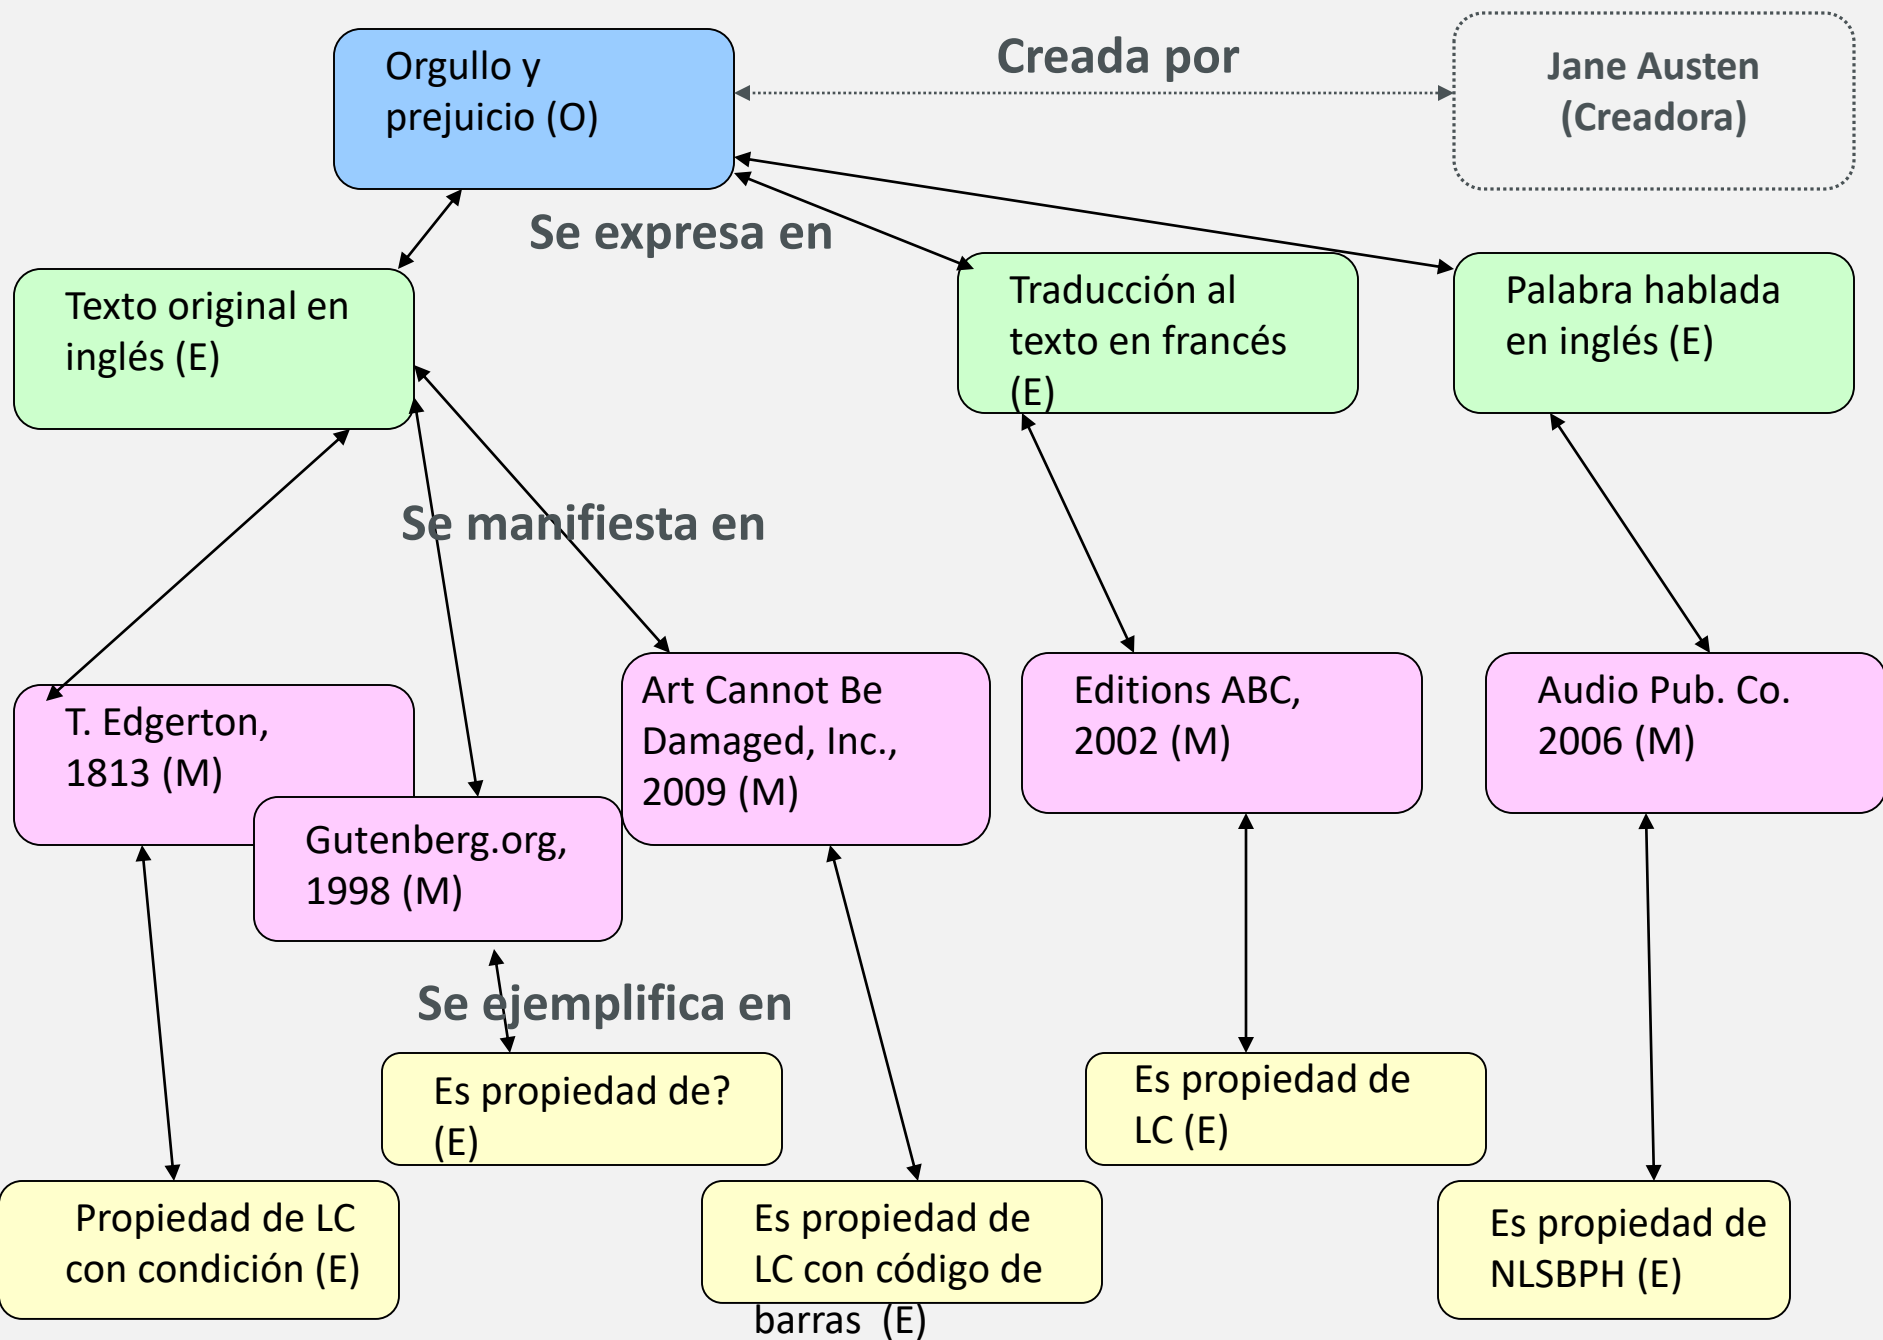 Orgullo y
prejuicio (O)
Creada por
Jane Austen
(Creadora)
Se expresa en
Texto original en
inglés (E)
Traducción al
texto en francés
(E)
Palabra hablada
en inglés (E)
Se manifiesta en
T. Edgerton,
1813 (M)
Gutenberg.org,
1998 (M)
Art Cannot Be
Damaged, Inc.,
2009 (M)
Editions ABC,
2002 (M)
Audio Pub. Co.
2006 (M)
Se ejemplifica en
Propiedad de LC
con condición (E)
Es propiedad de?
(E)
Es propiedad de
LC con código de
barras (E)
Es propiedad de
LC (E)
Es propiedad de
NLSBPH (E)